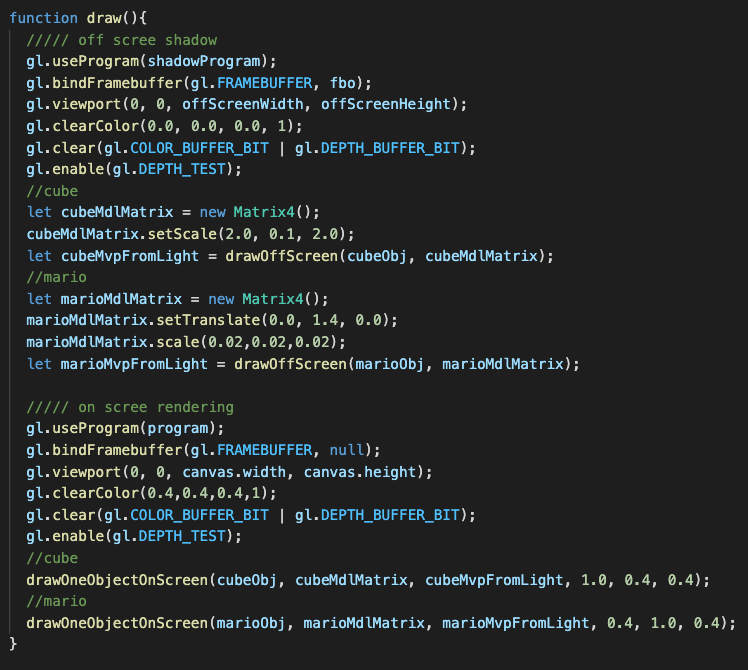 function draw(){
///// off scree shadow
gl.useProgram(shadowProgram);
gl.bindFramebuffer(gl.FRAMEBUFFER, fbo);
gl.viewport(0, 0, offScreenWidth, offScreenHeight);
gl.clearColor(0.0, 0.0, 0.0, 1);
gl.clear(gl.COLOR_BUFFER_BIT | gl.DEPTH_BUFFER_BIT);
gl.enable(gl.DEPTH_TEST);
//cube
let cubeMdlMatrix = new Matrix4();
cubeMdlMatrix.setScale(2.0, 0.1, 2.0);
let cubeMvpFromLight = drawOffScreen(cubeObj, cubeMdlMatrix);
//mario
let marioMdlMatrix = new Matrix4();
marioMdlMatrix.setTranslate(0.0, 1.4, 0.0);
marioMdlMatrix.scale(0.02,0.02,0.02);
let marioMvpFromLight = drawOffScreen(marioObj, marioMdlMatrix);
///// on scree rendering
gl.useProgram(program);
gl.bindFramebuffer(gl.FRAMEBUFFER, null);
gl.viewport(0, 0, canvas.width, canvas.height);
gl.clearColor(0.4,0.4,0.4,1);
gl.clear(gl.COLOR_BUFFER_BIT | gl.DEPTH_BUFFER_BIT);
gl.enable(gl.DEPTH_TEST);
//cube
drawOneObjectOnScreen(cubeObj, cubeMdlMatrix, cubeMvpFromLight, 1.0, 0.4, 0.4);
//mario
drawOneObjectOnScreen(marioObj, marioMdlMatrix, marioMvpFromLight, 0.4, 1.0, 0.4);
}